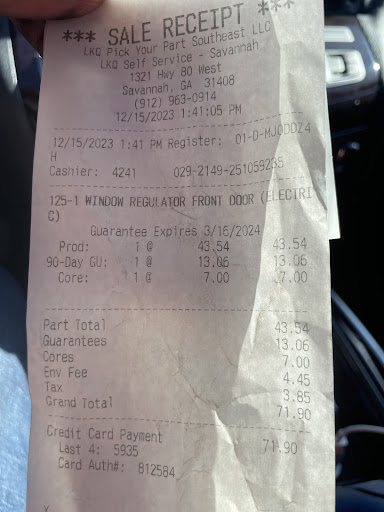 *** SALE RECEIPT ***
LKQ Pick Your Part Southeast LLC
LKQ Self Service - Savannah
1321 Hwy 80 West
Savannah, GA 31408
(912) 963-0914
12/15/2023 1:41:05 PM
12/15/2023 1:41 PM Register: 01-D-MJ0DDZ4
H
Cashier: 4241 029-2149-251059235
125-1 WINDOW REGULATOR FRONT DOOR (ELECTRI
C)
Guarantee Expires 3/16/2024
Prod: 1 @ 43.54 43.54
90-Day GU: 1 @ 13.06 13.06
Core: 1 @ 7.00 7.00
Part Total 43.54
Guarantees 13.06
Cores 7.00
Env Fee 4.45
Tax 3.85
Grand Total 71.90
Credit Card Payment 71.90
Last 4: 5935
Card Auth#: 812584